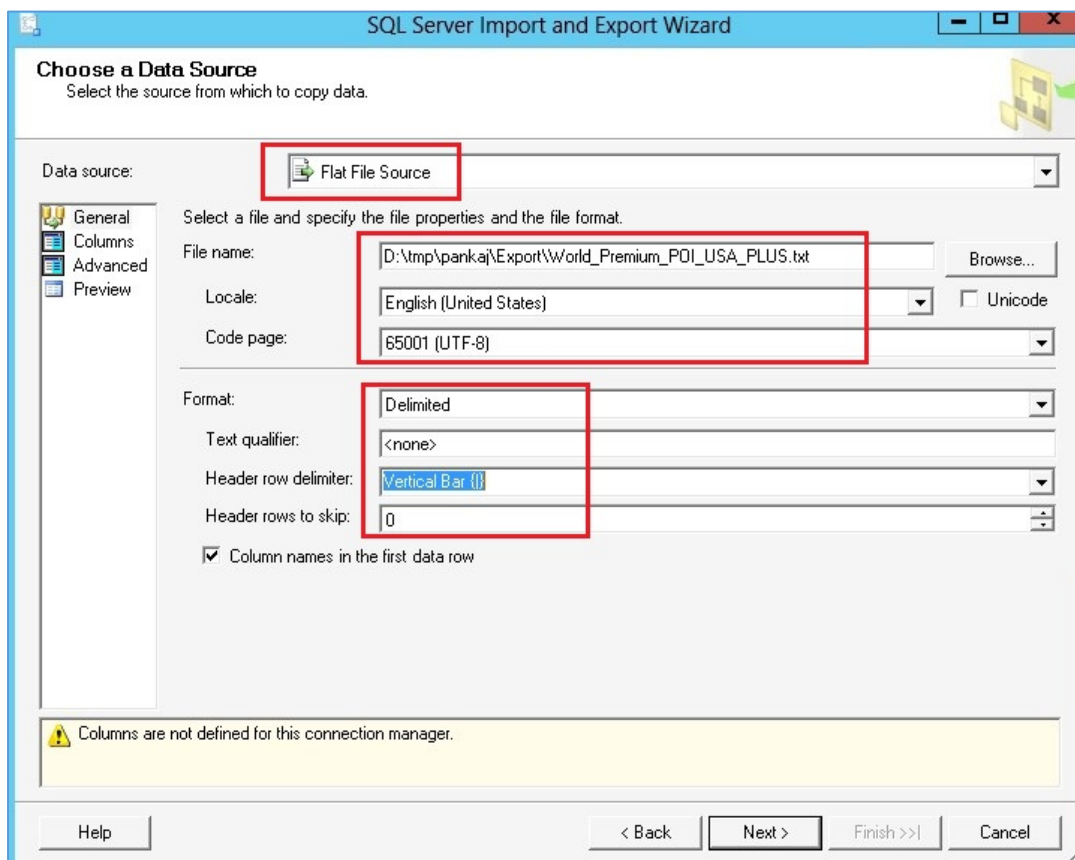 SQL Server Import and Export Wizard
Choose a Data Source
Select the source from which to copy data.
Data source:
Flat File Source
General
Columns
Advanced
Preview
Select a file and specify the file properties and the file format.
File name:
D:\tmp\pankaj\Export\World_Premium_POI_USA_PLUS.txt
Browse...
Locale:
English (United States)
Unicode
Code page:
65001 (UTF-8)
Format:
Delimited
Text qualifier:
<none>
Header row delimiter:
Vertical Bar {|}
Header rows to skip:
0
Column names in the first data row
Columns are not defined for this connection manager.
Help
< Back
Next >
Finish >>|
Cancel